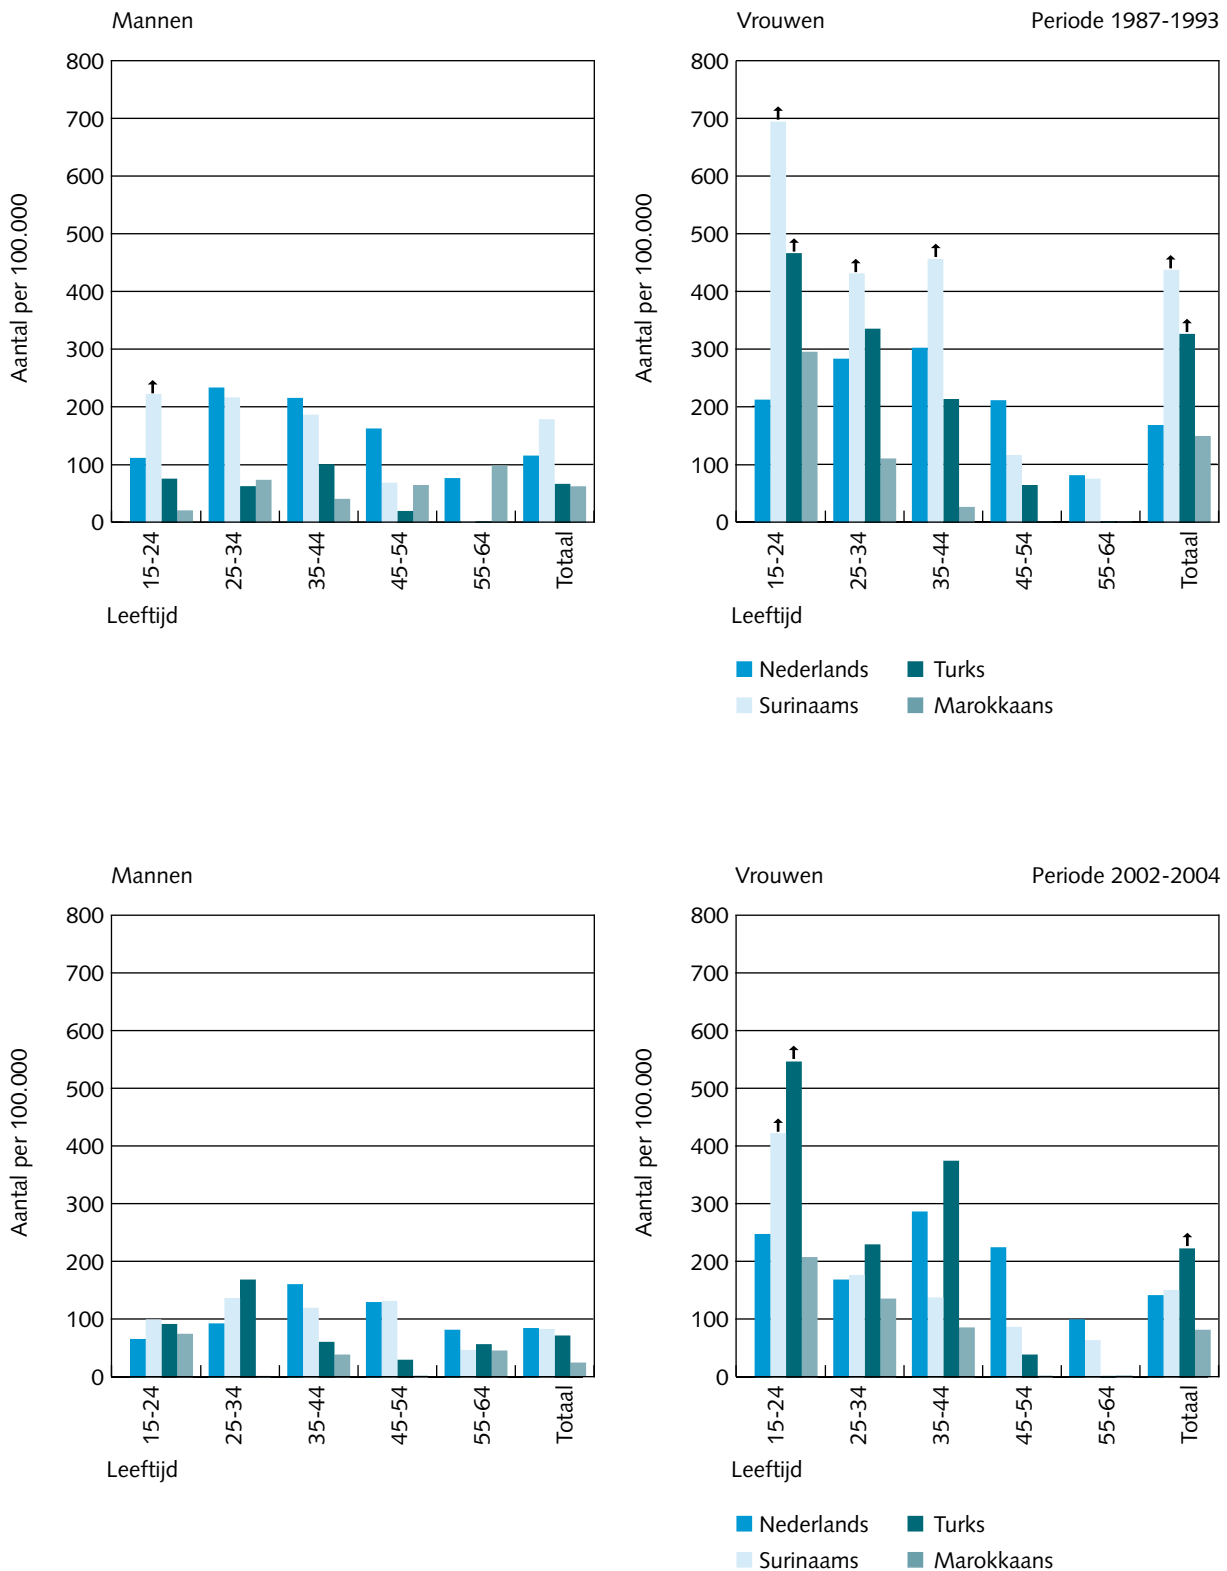 Mannen
Vrouwen Periode 1987-1993
800 800
700 700
600 600
500 500
400 400
300 300
200 200
100 100
0 0
Aantal per 100.000 Aantal per 100.000
15-24 25-34 35-44 45-54 55-64 Totaal 15-24 25-34 35-44 45-54 55-64 Totaal
Leeftijd Leeftijd
Nederlands Turks
Surinaams Marokkaans
Mannen
Vrouwen Periode 2002-2004
800 800
700 700
600 600
500 500
400 400
300 300
200 200
100 100
0 0
Aantal per 100.000 Aantal per 100.000
15-24 25-34 35-44 45-54 55-64 Totaal 15-24 25-34 35-44 45-54 55-64 Totaal
Leeftijd Leeftijd
Nederlands Turks
Surinaams Marokkaans